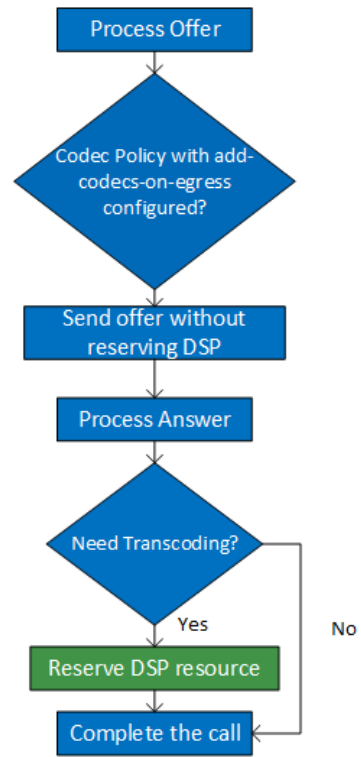 Process Offer
Codec Policy with add-
codecs-on-egress
configured?
Send offer without
reserving DSP
Process Answer
Need Transcoding?
Yes
No
Reserve DSP resource
Complete the call